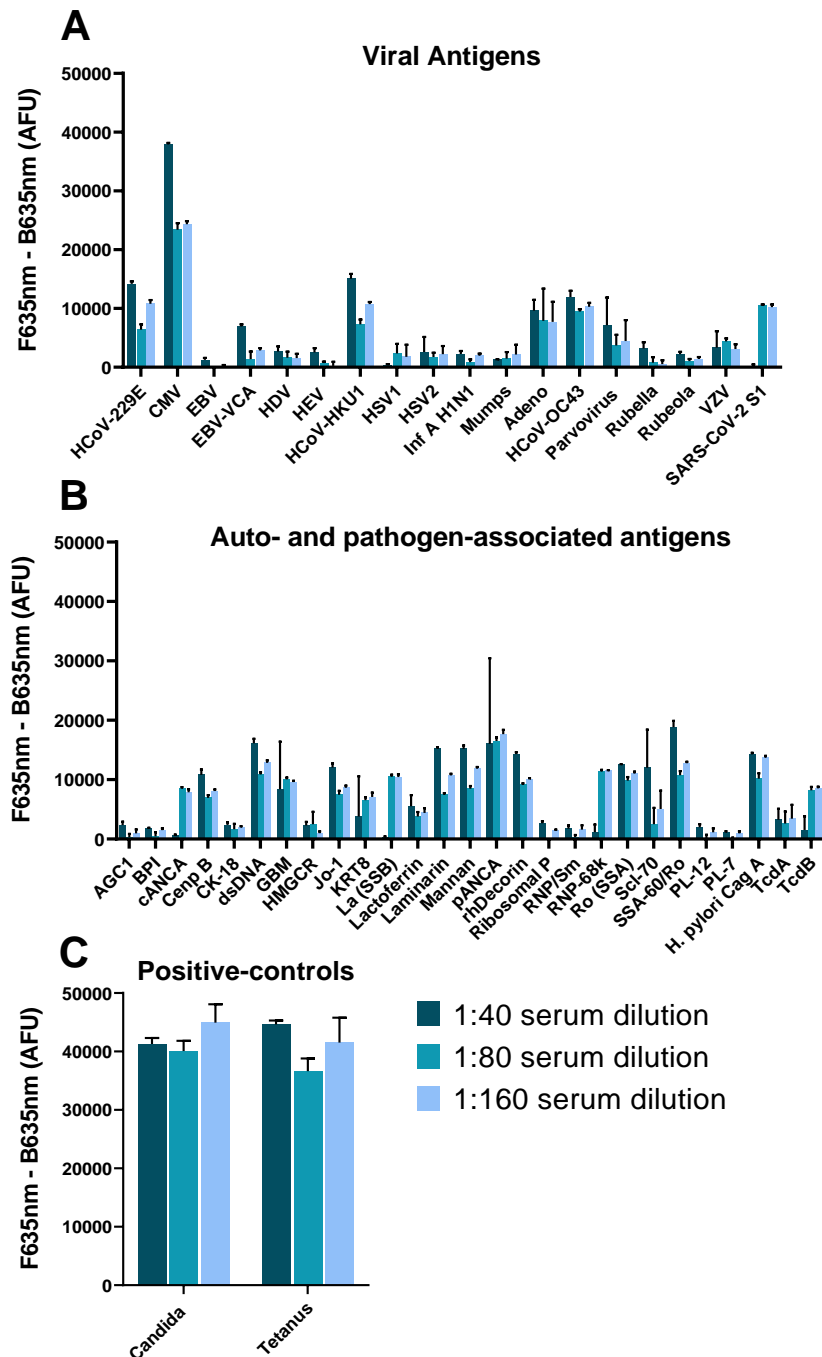 A
Viral Antigens
F635nm - B635nm (AFU)
50000
40000
30000
20000
10000
0
HCoV-229E
CMV
EBV
EBV-VCA
HDV
HEV
HCoV-HKU1
HSV1
HSV2
Inf A H1N1
Mumps
Adeno
HCoV-OC43
Parvovirus
Rubella
Rubeola
VZV
SARS-CoV-2 S1
B
Auto- and pathogen-associated antigens
F635nm - B635nm (AFU)
50000
40000
30000
20000
10000
0
AGC1
BPI
cANCA
Cenp B
CK-18
dsDNA
GBM
HMGCR
Jo-1
KRT8
La (SSB)
Lactoferrin
Laminarin
Mannan
pANCA
rhDecorin
Ribosomal P
RNP/Sm
RNP-68k
Ro (SSA)
Scl-70
SSA-60/Ro
PL-12
PL-7
H. pylori Cag A
TcdA
TcdB
C
Positive-controls
F635nm - B635nm (AFU)
50000
40000
30000
20000
10000
0
Candida
Tetanus
1:40 serum dilution
1:80 serum dilution
1:160 serum dilution